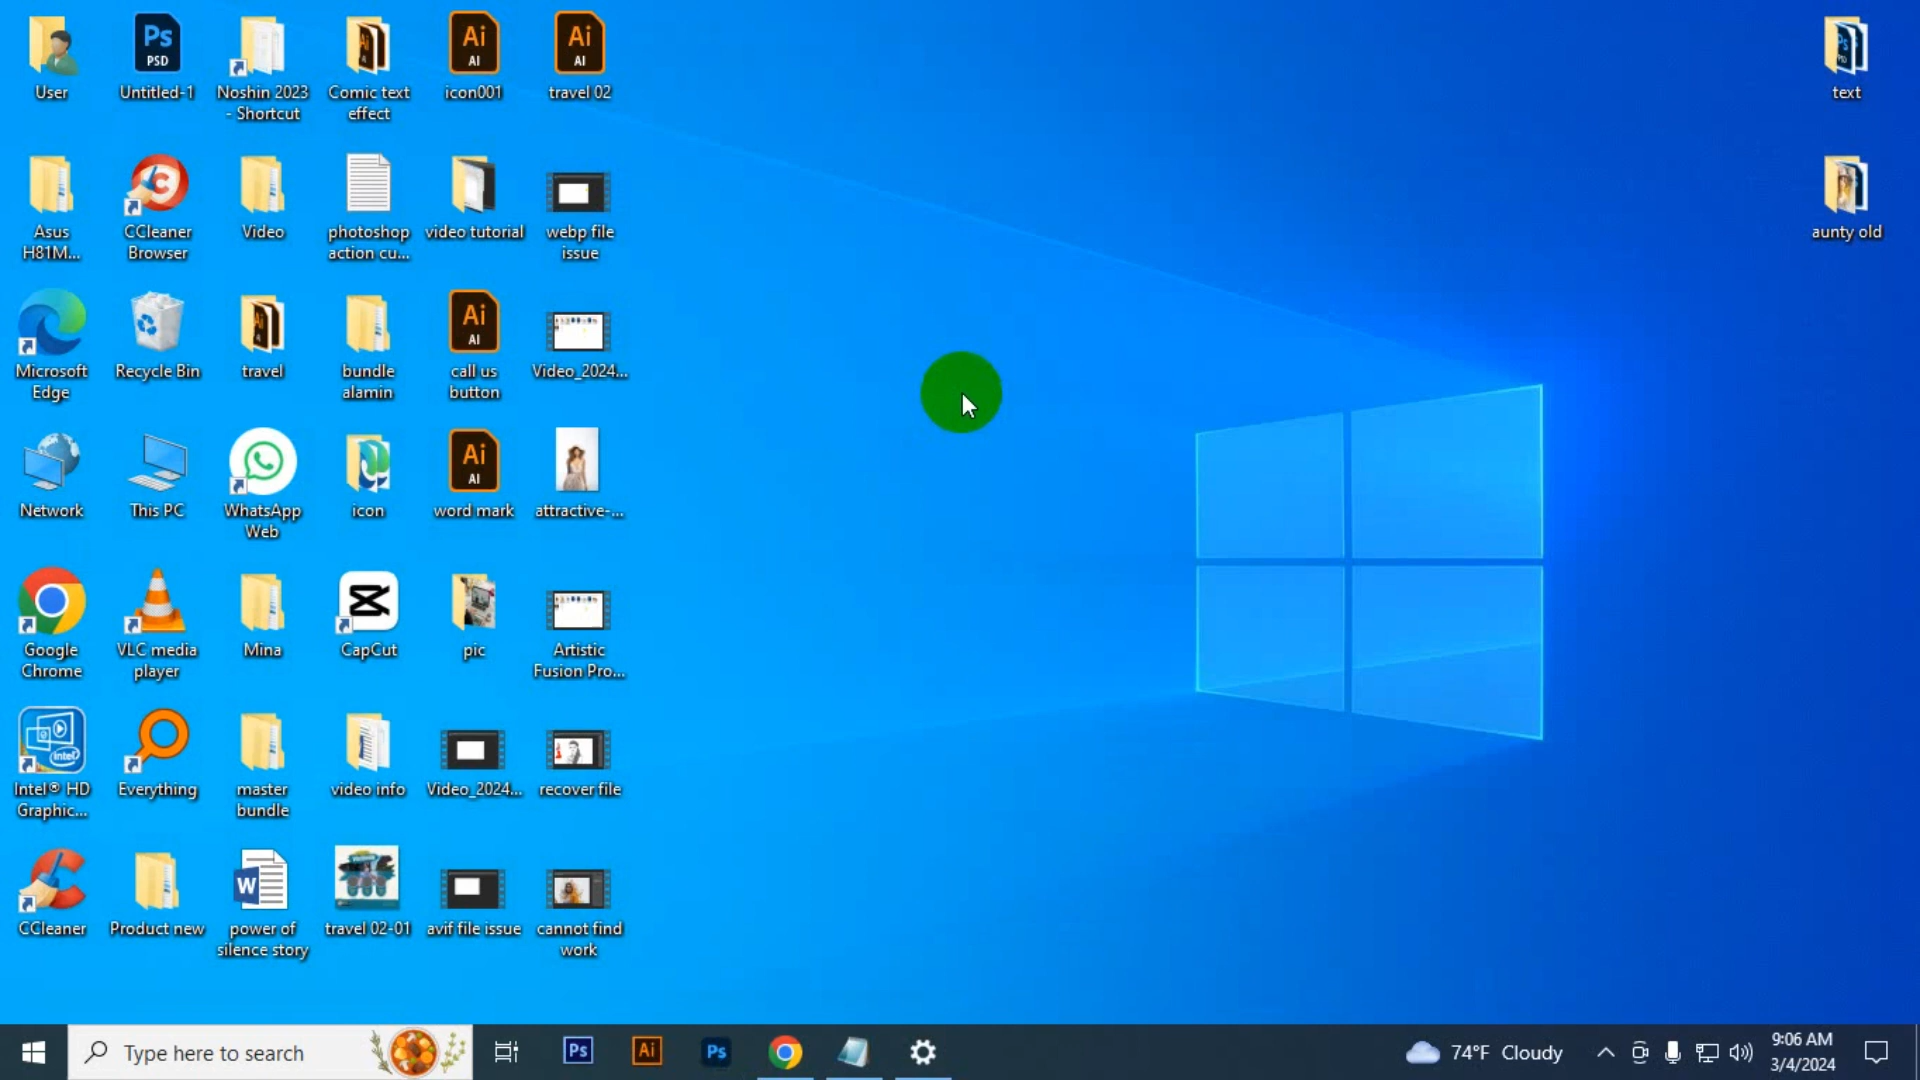 User
Ps
PSD
Untitled-1
Noshin 2023
- Shortcut
Ai
Comic text
effect
Ai
AI
icon001
Ai
AI
travel 02
Ps
text
Asus
H81M...
CCleaner
Browser
Video
photoshop
action cu...
video tutorial
webp file
issue
aunty old
Microsoft
Edge
Recycle Bin
Ai
travel
bundle
alamin
Ai
AI
call us
button
Video_2024...
Network
This PC
WhatsApp
Web
icon
Ai
AI
word mark
attractive-...
Google
Chrome
VLC media
player
Mina
CapCut
pic
Artistic
Fusion Pro...
intel
Intel® HD
Graphic...
Everything
master
bundle
video info
Video_2024...
recover file
CCleaner
Product new
W
power of
silence story
travel 02-01
avif file issue
cannot find
work
Type here to search
Ps
Ai
Ps
74°F Cloudy
9:06 AM
3/4/2024